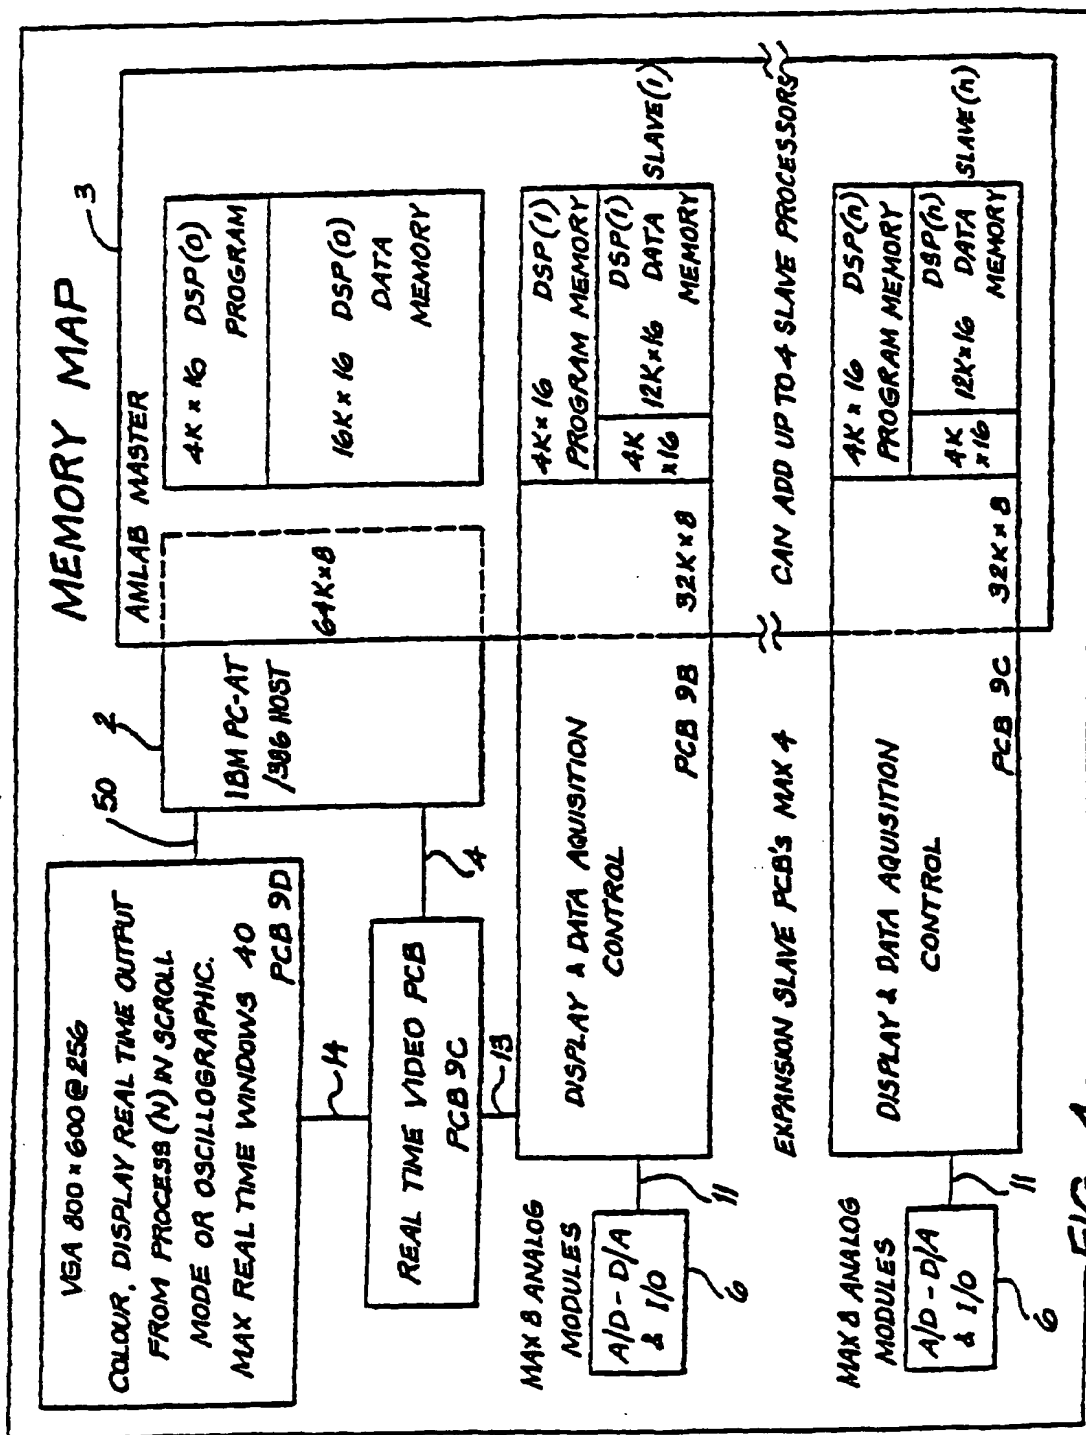 MEMORY MAP
3
AMLAB MASTER
4K × 16 DSP(0)
PROGRAM
16K × 16 DSP(0)
DATA
MEMORY
64K×8
2
IBM PC-AT
/386 HOST
50
VGA 800 × 600 @ 256
COLOUR, DISPLAY REAL TIME OUTPUT
FROM PROCESS (N) IN SCROLL
MODE OR OSCILLOGRAPHIC.
MAX REAL TIME WINDOWS 40
PCB 9D
14
4
REAL TIME VIDEO PCB
PCB 9C
13
4K × 16 DSP(1)
PROGRAM MEMORY
4K
×16
12K×16
DSP(1)
DATA
MEMORY
SLAVE(1)
32K×8
DISPLAY & DATA AQUISITION
CONTROL
PCB 9B
MAX 8 ANALOG
MODULES
A/D - D/A
& I/O
11
6
EXPANSION SLAVE PCB'S MAX 4
CAN ADD UP TO 4 SLAVE PROCESSORS
4K × 16 DSP(n)
PROGRAM MEMORY
4K
×16
12K×16
DSP(n)
DATA
MEMORY
SLAVE(n)
32K×8
DISPLAY & DATA AQUISITION
CONTROL
PCB 9C
MAX 8 ANALOG
MODULES
A/D - D/A
& I/O
11
6
FIG